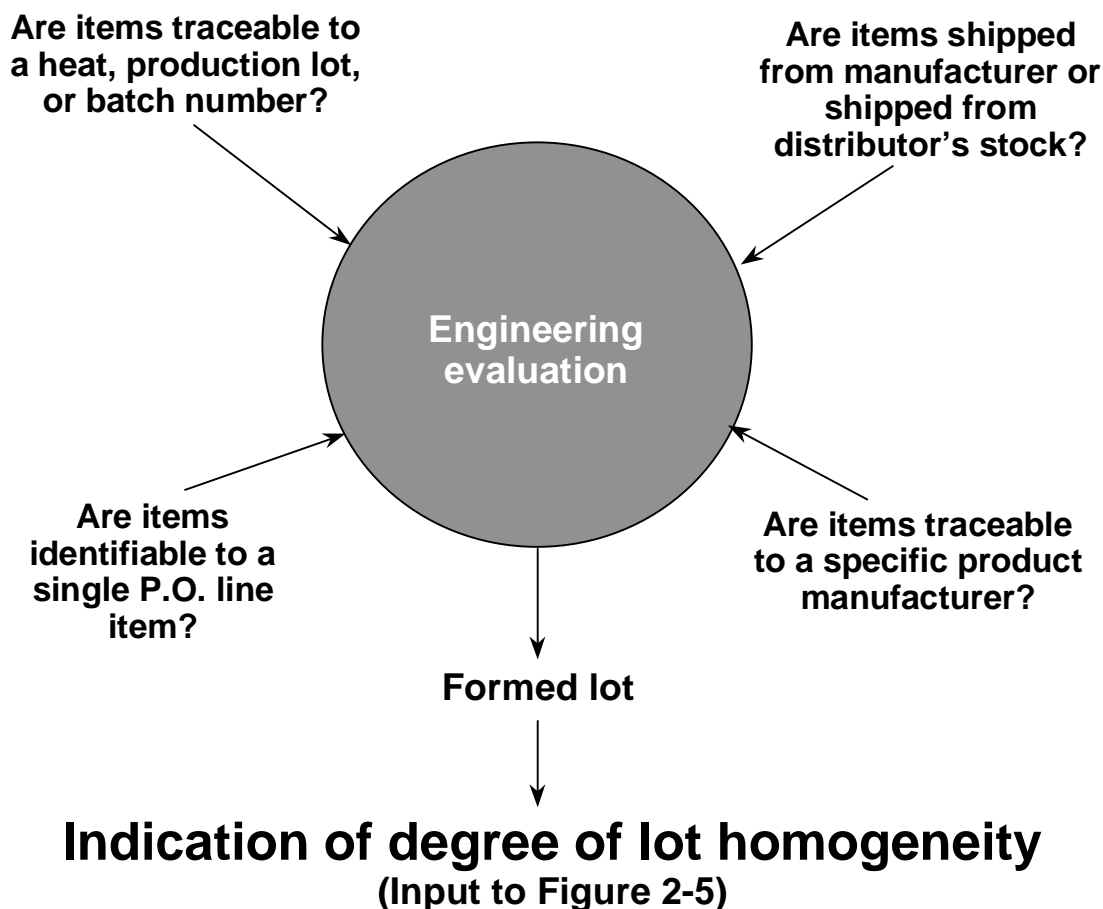 Are items traceable to
a heat, production lot,
or batch number?
Are items shipped
from manufacturer or
shipped from
distributor’s stock?
Engineering
evaluation
Are items
identifiable to a
single P.O. line
item?
Are items traceable
to a specific product
manufacturer?
Formed lot
Indication of degree of lot homogeneity
(Input to Figure 2-5)